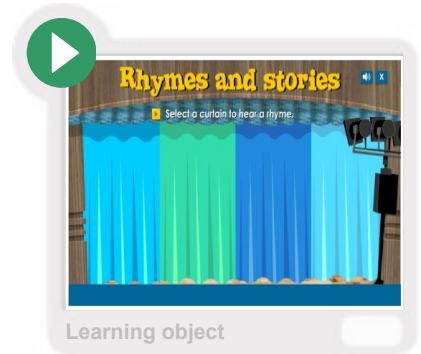 Rhymes and stories
X
Select a curtain to hear a rhyme.
Learning object